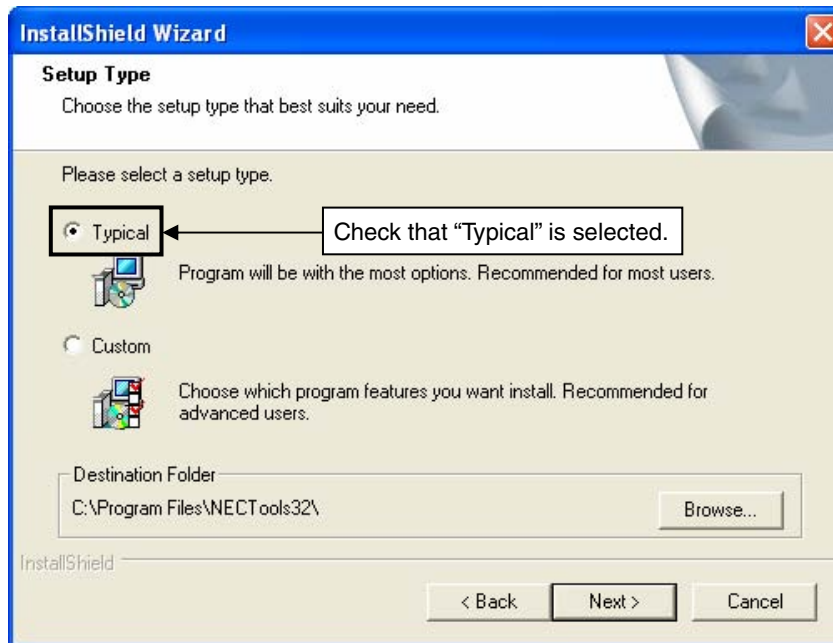 InstallShield Wizard
Setup Type
Choose the setup type that best suits your need.
Please select a setup type.
Typical
Check that “Typical” is selected.
Program will be with the most options. Recommended for most users.
Custom
Choose which program features you want install. Recommended for
advanced users.
Destination Folder
C:\Program Files\NECTools32\
Browse...
InstallShield
< Back
Next >
Cancel